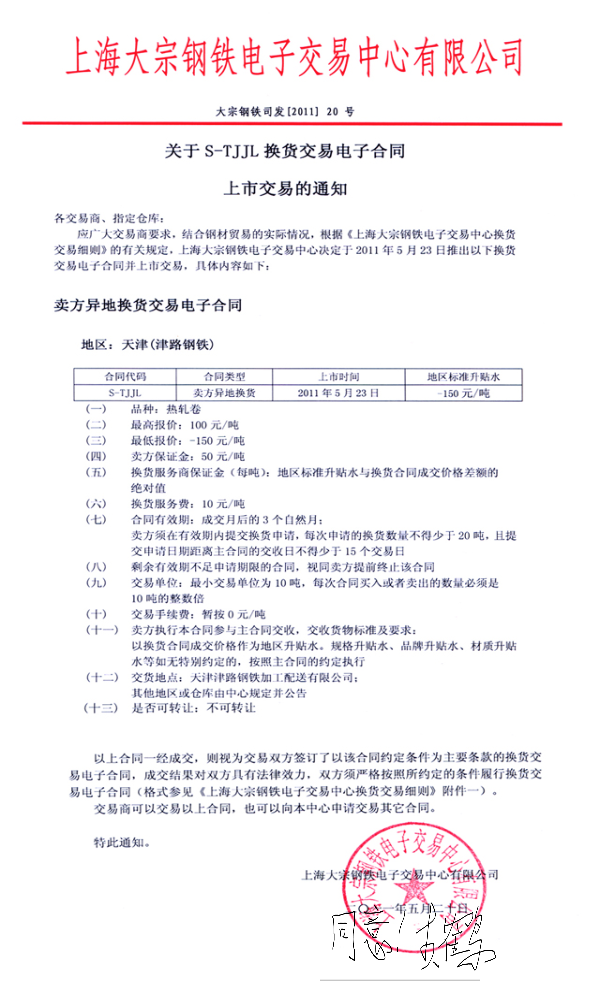 上海大宗钢铁电子交易中心有限公司
大宗钢铁司发[2011] 20 号
关于 S-TJJL 换货交易电子合同
上市交易的通知
各交易商、指定仓库:
应广大交易商要求，结合钢材贸易的实际情况，根据《上海大宗钢铁电子交易中心换货
交易细则》的有关规定，上海大宗钢铁电子交易中心决定于 2011 年 5 月 23 日推出以下换货
交易电子合同并上市交易，具体内容如下:
卖方异地换货交易电子合同
地区: 天津(津路钢铁)
合同代码 合同类型 上市时间 地区标准升贴水
S-TJJL 卖方异地换货 2011 年 5 月 23 日 -150 元/吨
(一) 品种: 热轧卷
(二) 最高报价: 100 元/吨
(三) 最低报价: -150 元/吨
(四) 卖方保证金: 50 元/吨
(五) 换货服务商保证金（每吨）: 地区标准升贴水与换货合同成交价格差额的
绝对值
(六) 换货服务费: 10 元/吨
(七) 合同有效期: 成交月后的 3 个自然月;
卖方须在有效期内提交换货申请，每次申请的换货数量不得少于 20 吨，且提
交申请日期距离主合同的交收日不得少于 15 个交易日
(八) 剩余有效期不足申请期限的合同，视同卖方提前终止该合同
(九) 交易单位: 最小交易单位为 10 吨，每次合同买入或者卖出的数量必须是
10 吨的整数倍
(十) 交易手续费: 暂按 0 元/吨
(十一) 卖方执行本合同参与主合同交收，交收货物标准及要求:
以换货合同成交价格作为地区升贴水。规格升贴水、品牌升贴水、材质升贴
水等如无特别约定的，按照主合同的约定执行
(十二) 交货地点: 天津津路钢铁加工配送有限公司;
其他地区或仓库由中心规定并公告
(十三) 是否可转让: 不可转让
以上合同一经成交，则视为交易双方签订了以该合同约定条件为主要条款的换货交
易电子合同，成交结果对双方具有法律效力，双方须严格按照所约定的条件履行换货交
易电子合同（格式参见《上海大宗钢铁电子交易中心换货交易细则》附件一）。
交易商可以交易以上合同，也可以向本中心申请交易其它合同。
特此通知。
上海大宗钢铁电子交易中心有限公司
二〇一一年五月二十日
上海大宗钢铁电子交易中心有限公司
同意!